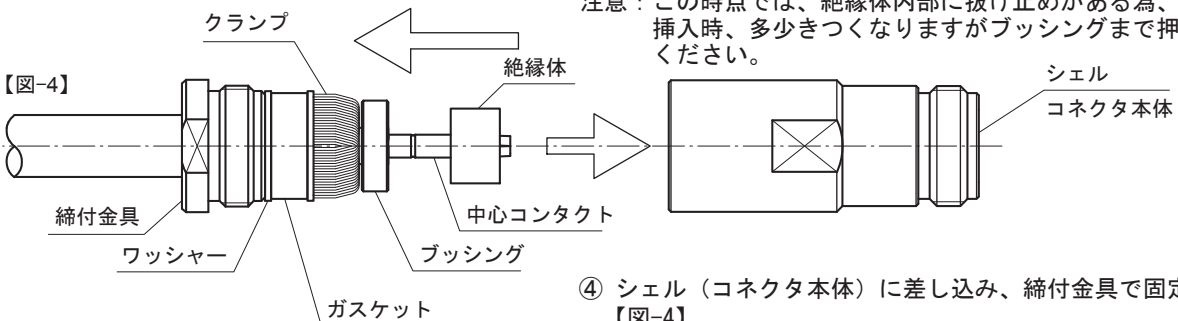 注意：この時点では、絶縁体内部に抜け止めがある為、
挿入時、多少きつくなりますがブッシングまで押
ください。
クランプ
【図-4】
絶縁体
シェル
コネクタ本体
締付金具
中心コンタクト
ワッシャー
ブッシング
ガスケット
④ シェル（コネクタ本体）に差し込み、締付金具で固定
【図-4】